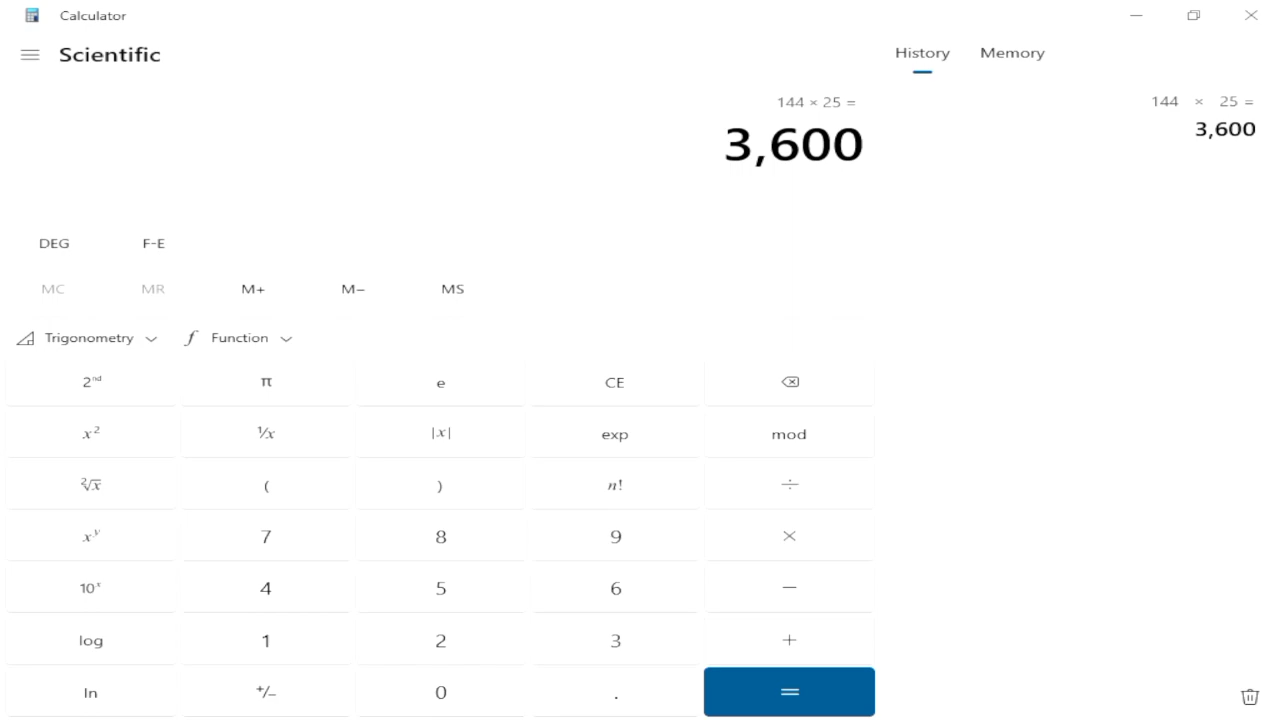 Calculator
Scientific
History Memory
144 × 25 =
3,600
144 × 25 =
3,600
DEG F-E
MC MR M+ M− MS
Trigonometry f Function
2ⁿᵈ π e CE
x² ¹/x |x| exp mod
²√x ( ) n! ÷
xʸ 7 8 9 ×
10ˣ 4 5 6 −
log 1 2 3 +
ln +/− 0 . =